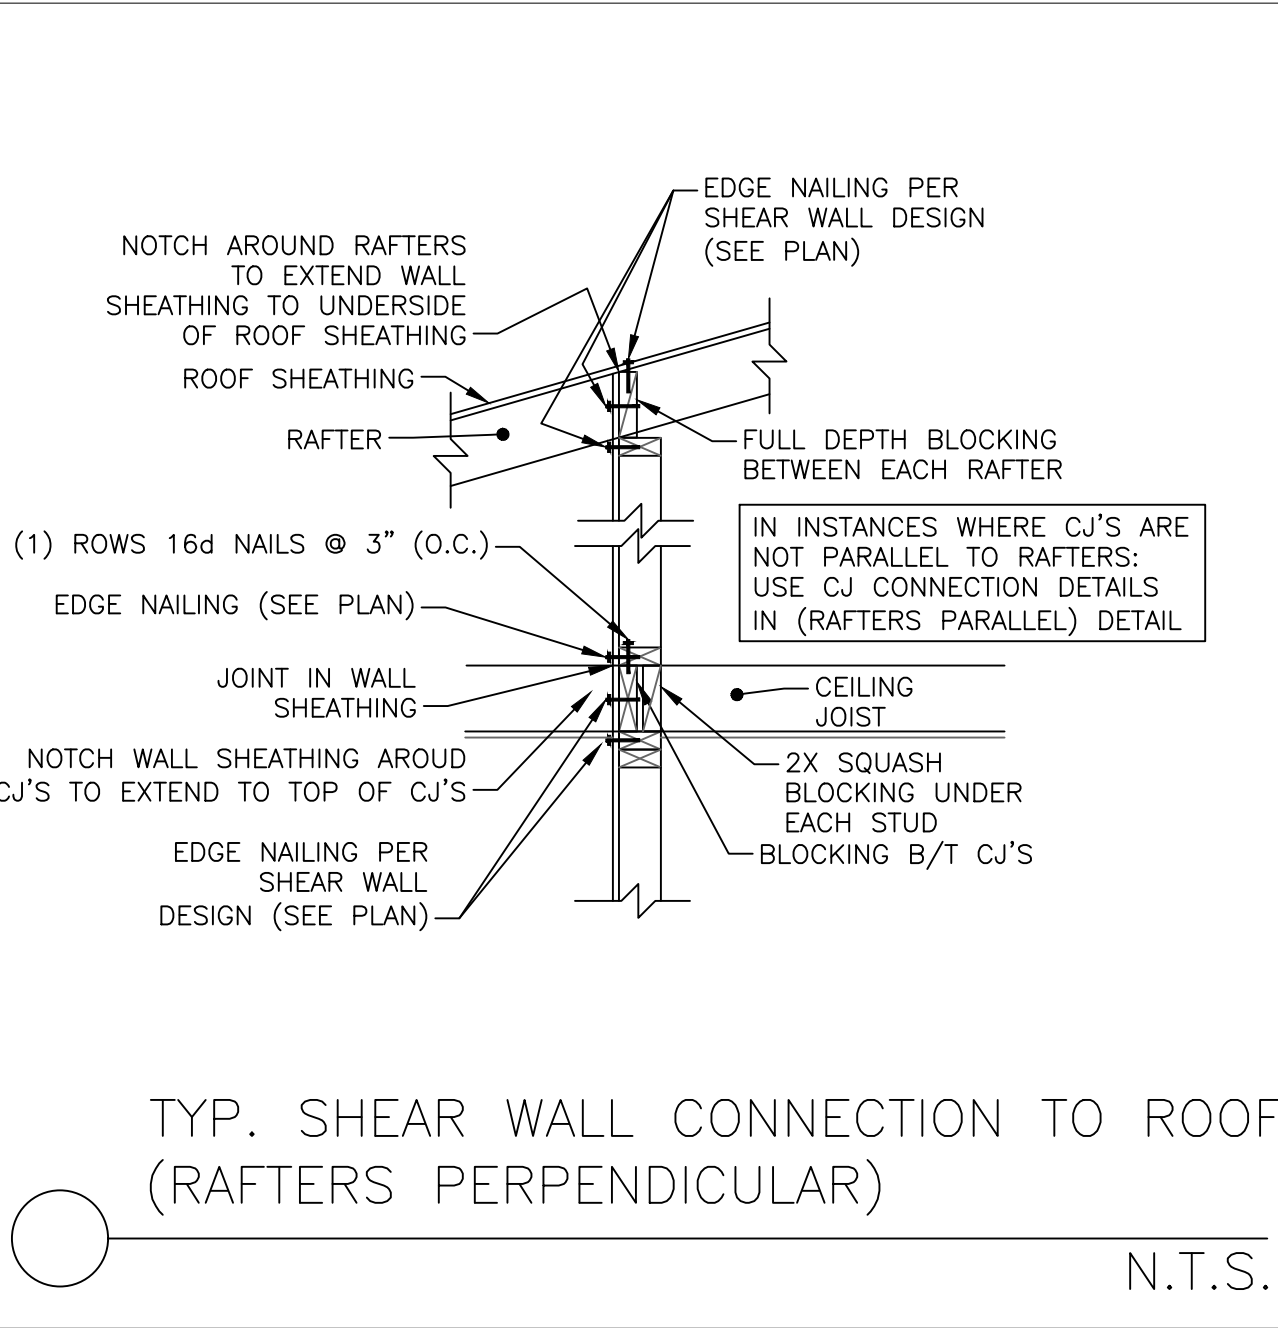 EDGE NAILING PER
SHEAR WALL DESIGN
(SEE PLAN)
NOTCH AROUND RAFTERS
TO EXTEND WALL
SHEATHING TO UNDERSIDE
OF ROOF SHEATHING
ROOF SHEATHING
RAFTER
FULL DEPTH BLOCKING
BETWEEN EACH RAFTER
(1) ROWS 16d NAILS @ 3" (O.C.)
IN INSTANCES WHERE CJ'S ARE
NOT PARALLEL TO RAFTERS:
USE CJ CONNECTION DETAILS
IN (RAFTERS PARALLEL) DETAIL
EDGE NAILING (SEE PLAN)
JOINT IN WALL
SHEATHING
CEILING
JOIST
NOTCH WALL SHEATHING AROUD
CJ'S TO EXTEND TO TOP OF CJ'S
2X SQUASH
BLOCKING UNDER
EACH STUD
BLOCKING B/T CJ'S
EDGE NAILING PER
SHEAR WALL
DESIGN (SEE PLAN)
TYP. SHEAR WALL CONNECTION TO ROOF
(RAFTERS PERPENDICULAR)
N.T.S.